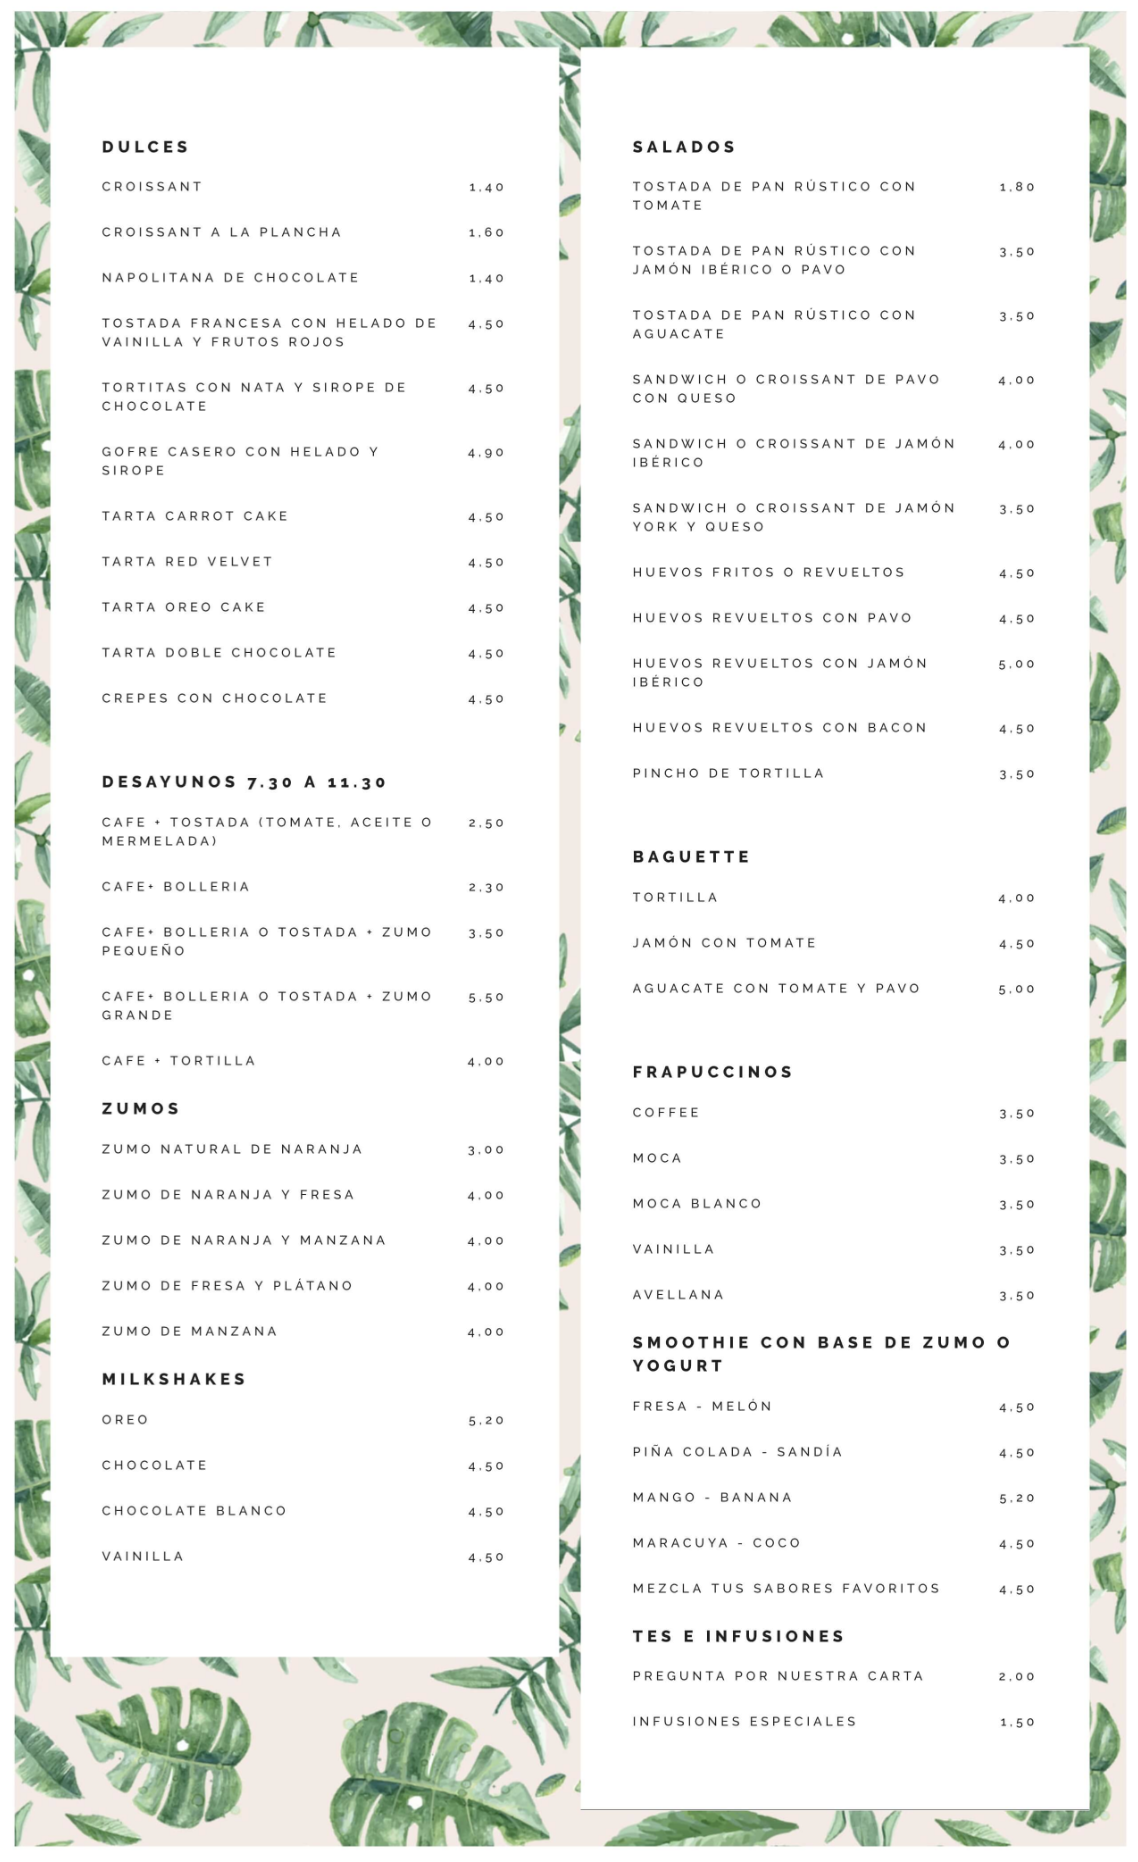 DULCES
CROISSANT 1.40
CROISSANT A LA PLANCHA 1.60
NAPOLITANA DE CHOCOLATE 1.40
TOSTADA FRANCESA CON HELADO DE 4.50
VAINILLA Y FRUTOS ROJOS
TORTITAS CON NATA Y SIROPE DE 4.50
CHOCOLATE
GOFRE CASERO CON HELADO Y 4.90
SIROPE
TARTA CARROT CAKE 4.50
TARTA RED VELVET 4.50
TARTA OREO CAKE 4.50
TARTA DOBLE CHOCOLATE 4.50
CREPES CON CHOCOLATE 4.50
DESAYUNOS 7.30 A 11.30
CAFE + TOSTADA (TOMATE, ACEITE O 2.50
MERMELADA)
CAFE+ BOLLERIA 2.30
CAFE+ BOLLERIA O TOSTADA + ZUMO 3.50
PEQUEÑO
CAFE+ BOLLERIA O TOSTADA + ZUMO 5.50
GRANDE
CAFE + TORTILLA 4.00
ZUMOS
ZUMO NATURAL DE NARANJA 3.00
ZUMO DE NARANJA Y FRESA 4.00
ZUMO DE NARANJA Y MANZANA 4.00
ZUMO DE FRESA Y PLÁTANO 4.00
ZUMO DE MANZANA 4.00
MILKSHAKES
OREO 5.20
CHOCOLATE 4.50
CHOCOLATE BLANCO 4.50
VAINILLA 4.50
SALADOS
TOSTADA DE PAN RÚSTICO CON 1.80
TOMATE
TOSTADA DE PAN RÚSTICO CON 3.50
JAMÓN IBÉRICO O PAVO
TOSTADA DE PAN RÚSTICO CON 3.50
AGUACATE
SANDWICH O CROISSANT DE PAVO 4.00
CON QUESO
SANDWICH O CROISSANT DE JAMÓN 4.00
IBÉRICO
SANDWICH O CROISSANT DE JAMÓN 3.50
YORK Y QUESO
HUEVOS FRITOS O REVUELTOS 4.50
HUEVOS REVUELTOS CON PAVO 4.50
HUEVOS REVUELTOS CON JAMÓN 5.00
IBÉRICO
HUEVOS REVUELTOS CON BACON 4.50
PINCHO DE TORTILLA 3.50
BAGUETTE
TORTILLA 4.00
JAMÓN CON TOMATE 4.50
AGUACATE CON TOMATE Y PAVO 5.00
FRAPUCCINOS
COFFEE 3.50
MOCA 3.50
MOCA BLANCO 3.50
VAINILLA 3.50
AVELLANA 3.50
SMOOTHIE CON BASE DE ZUMO O
YOGURT
FRESA - MELÓN 4.50
PIÑA COLADA - SANDÍA 4.50
MANGO - BANANA 5.20
MARACUYA - COCO 4.50
MEZCLA TUS SABORES FAVORITOS 4.50
TES E INFUSIONES
PREGUNTA POR NUESTRA CARTA 2.00
INFUSIONES ESPECIALES 1.50